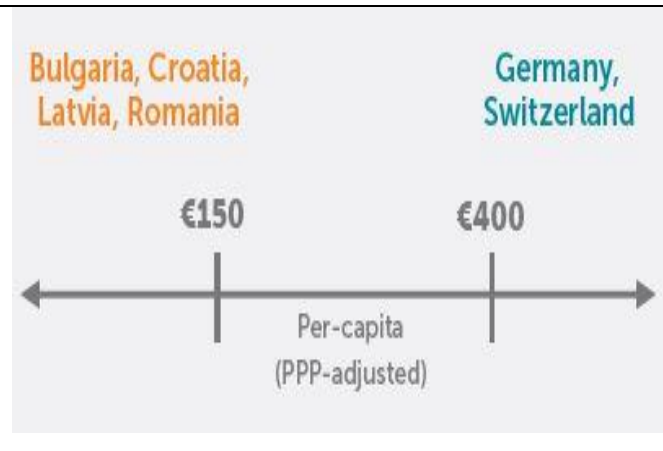 Bulgaria, Croatia,
Latvia, Romania
Germany,
Switzerland
€150
€400
Per-capita
(PPP-adjusted)